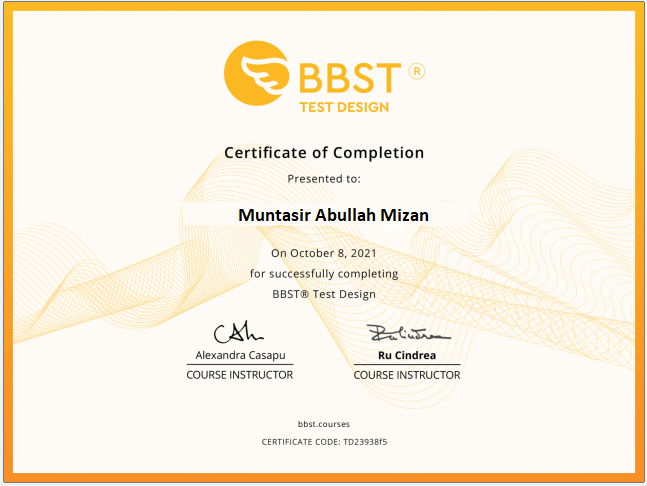 BBST®
TEST DESIGN
Certificate of Completion
Presented to:
Muntasir Abullah Mizan
On October 8, 2021
for successfully completing
BBST® Test Design
Alexandra Casapu
COURSE INSTRUCTOR
Ru Cindrea
COURSE INSTRUCTOR
bbst.courses
CERTIFICATE CODE: TD23938f5